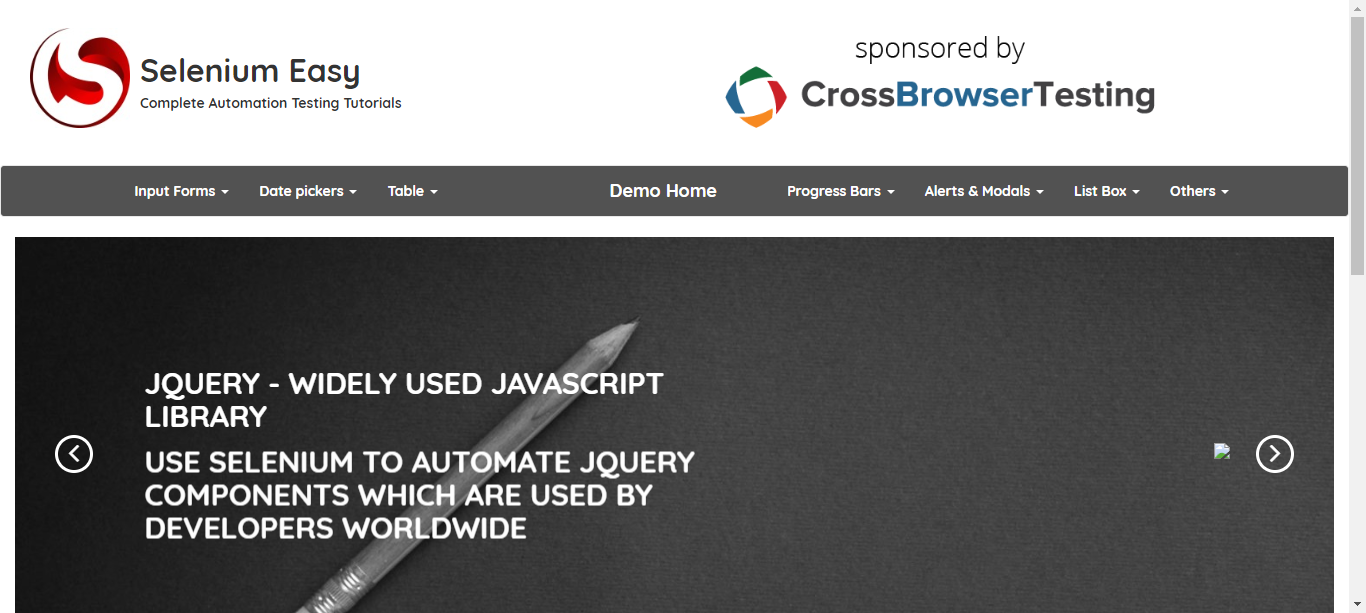 Selenium Easy
Complete Automation Testing Tutorials
sponsored by
CrossBrowserTesting
Input Forms
Date pickers
Table
Demo Home
Progress Bars
Alerts & Modals
List Box
Others
JQUERY - WIDELY USED JAVASCRIPT
LIBRARY
USE SELENIUM TO AUTOMATE JQUERY
COMPONENTS WHICH ARE USED BY
DEVELOPERS WORLDWIDE